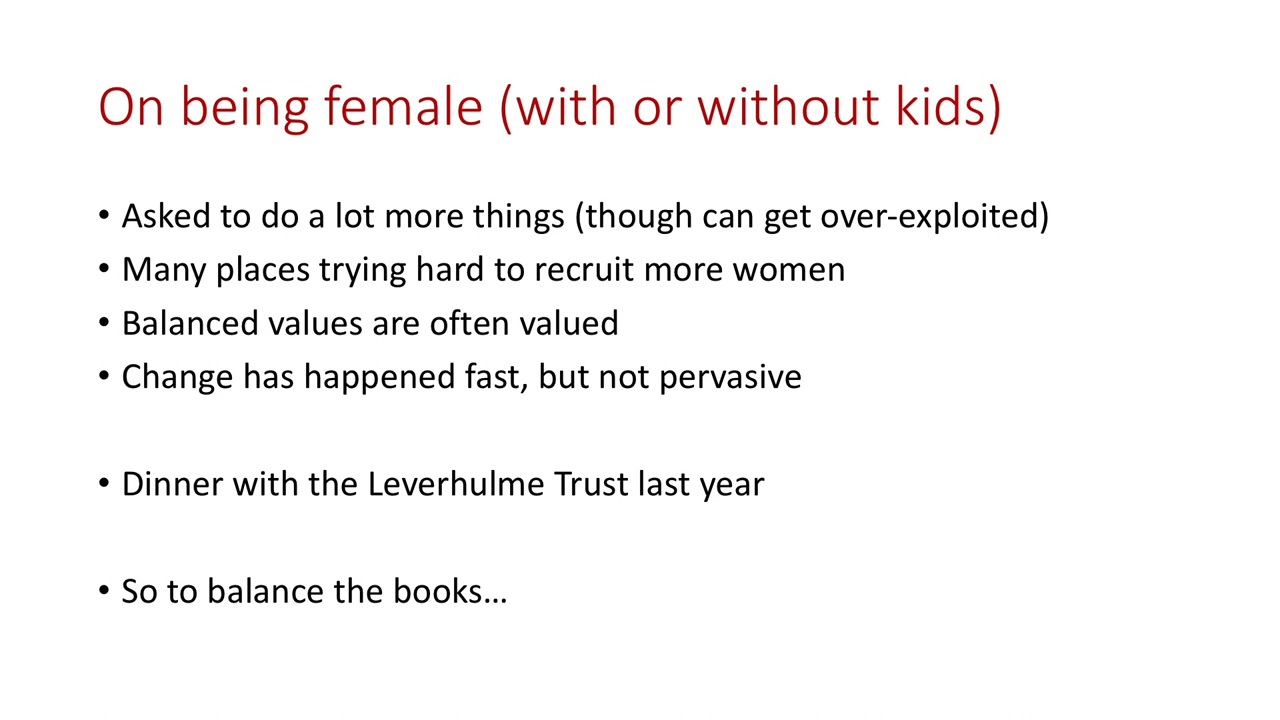 On being female (with or without kids)
• Asked to do a lot more things (though can get over-exploited)
• Many places trying hard to recruit more women
• Balanced values are often valued
• Change has happened fast, but not pervasive
• Dinner with the Leverhulme Trust last year
• So to balance the books…